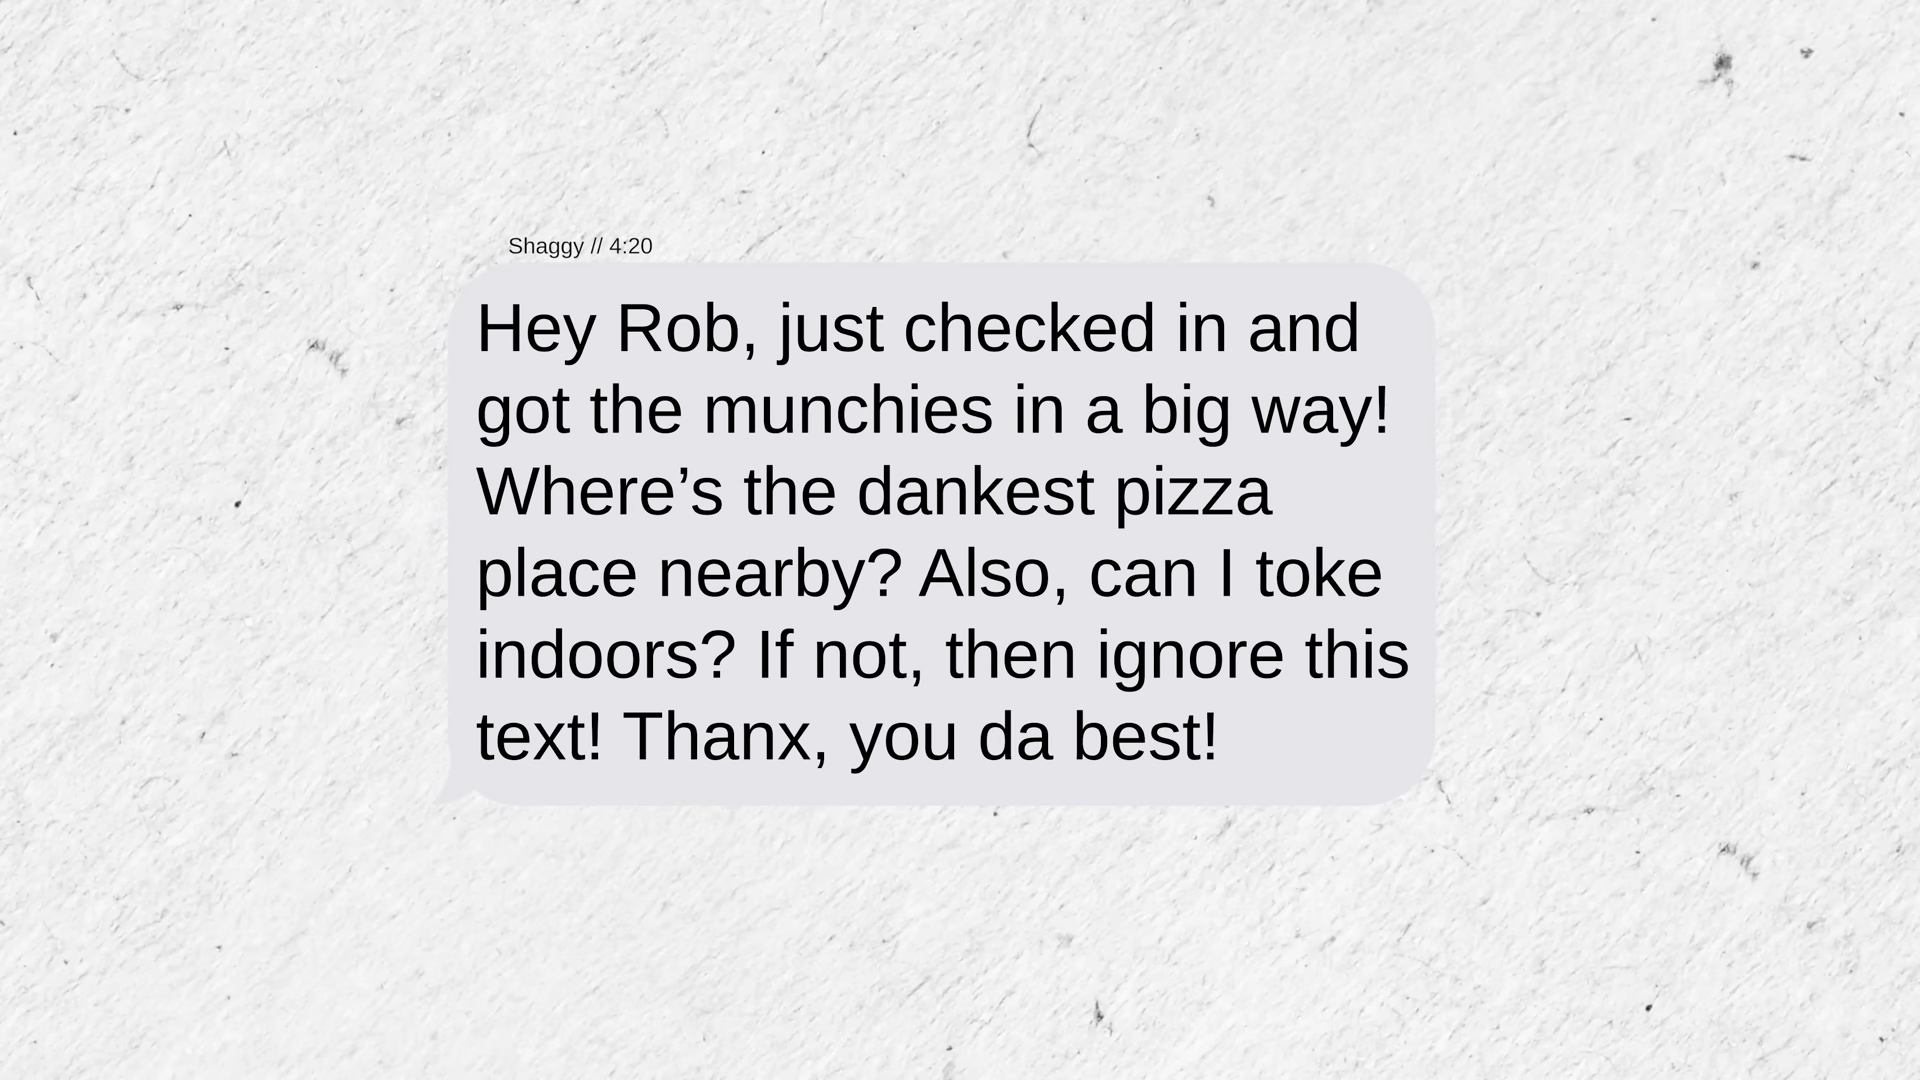 Shaggy // 4:20
Hey Rob, just checked in and
got the munchies in a big way!
Where’s the dankest pizza
place nearby? Also, can I toke
indoors? If not, then ignore this
text! Thanx, you da best!